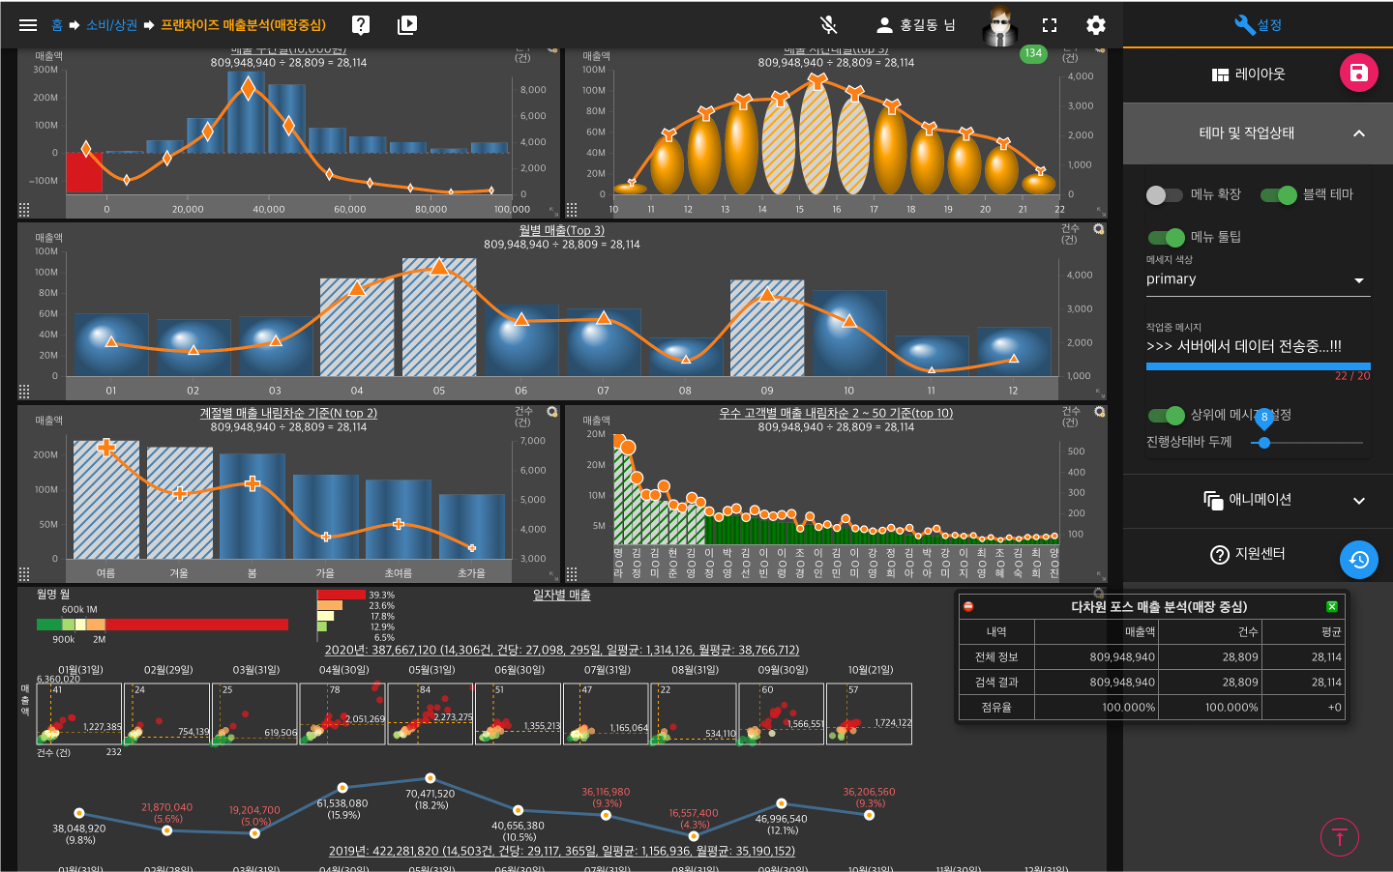 홈 ➡ 소비/상권 ➡ 프랜차이즈 매출분석(매장중심)
홍길동 님
134
매출 구간별(10,000원)
809,948,940 ÷ 28,809 = 28,114
매출액
건수
(건)
300M
200M
100M
0
−100M
8,000
6,000
4,000
2,000
0
0 20,000 40,000 60,000 80,000 100,000
매출 시간대별(top 3)
809,948,940 ÷ 28,809 = 28,114
매출액
(건)
100M
100M
80M
60M
40M
20M
0
4,000
3,000
2,000
1,000
0
10 11 12 13 14 15 16 17 18 19 20 21 22
월별 매출(Top 3)
809,948,940 ÷ 28,809 = 28,114
매출액
건수
(건)
100M
100M
80M
60M
40M
20M
0
4,000
3,000
2,000
1,000
01 02 03 04 05 06 07 08 09 10 11 12
계절별 매출 내림차순 기준(N top 2)
809,948,940 ÷ 28,809 = 28,114
매출액
건수
(건)
200M
100M
50M
0
7,000
6,000
5,000
4,000
3,000
여름 겨울 봄 가을 초여름 초가을
우수 고객별 매출 내림차순 2 ~ 50 기준(top 10)
809,948,940 ÷ 28,809 = 28,114
매출액
건수
(건)
20M
20M
10M
5M
500
400
300
200
100
명○라 김○정 김○미 현○준 김○영 이○정 박○영 김○선 이○빈 이○령 조○경 이○인 김○민 이○미 강○영 정○희 김○아 박○아 강○미 이○지 최○영 조○혜 김○숙 최○희 양○진
월명 월
600k 1M
900k 2M
39.3%
23.6%
17.8%
12.9%
6.5%
일자별 매출
2020년: 387,667,120 (14,306건, 건당: 27,098, 295일, 일평균: 1,314,126, 월평균: 38,766,712)
01월(31일) 02월(29일) 03월(31일) 04월(30일) 05월(31일) 06월(30일) 07월(31일) 08월(31일) 09월(30일) 10월(21일)
6,360,020
매출액
41 24 25 78 84 51 47 22 60 57
1,227,385 754,139 619,506 2,051,269 2,273,275 1,355,213 1,165,064 534,110 1,566,551 1,724,122
건수 (건) 232
38,048,920
(9.8%)
21,870,040
(5.6%)
19,204,700
(5.0%)
61,538,080
(15.9%)
70,471,520
(18.2%)
40,656,380
(10.5%)
36,116,980
(9.3%)
16,557,400
(4.3%)
46,996,540
(12.1%)
36,206,560
(9.3%)
2019년: 422,281,820 (14,503건, 건당: 29,117, 365일, 일평균: 1,156,936, 월평균: 35,190,152)
01월(31일) 02월(28일) 03월(31일) 04월(30일) 05월(31일) 06월(30일) 07월(31일) 08월(31일) 09월(30일) 10월(31일) 11월(30일) 12월(31일)
설정
레이아웃
테마 및 작업상태
메뉴 확장
블랙 테마
메뉴 툴팁
메세지 색상
primary
작업중 메시지
>>> 서버에서 데이터 전송중...!!!
22 / 20
상위에 메시지 설정
8
진행상태바 두께
애니메이션
지원센터
다차원 포스 매출 분석(매장 중심)
내역 매출액 건수 평균
전체 정보 809,948,940 28,809 28,114
검색 결과 809,948,940 28,809 28,114
점유율 100.000% 100.000% +0